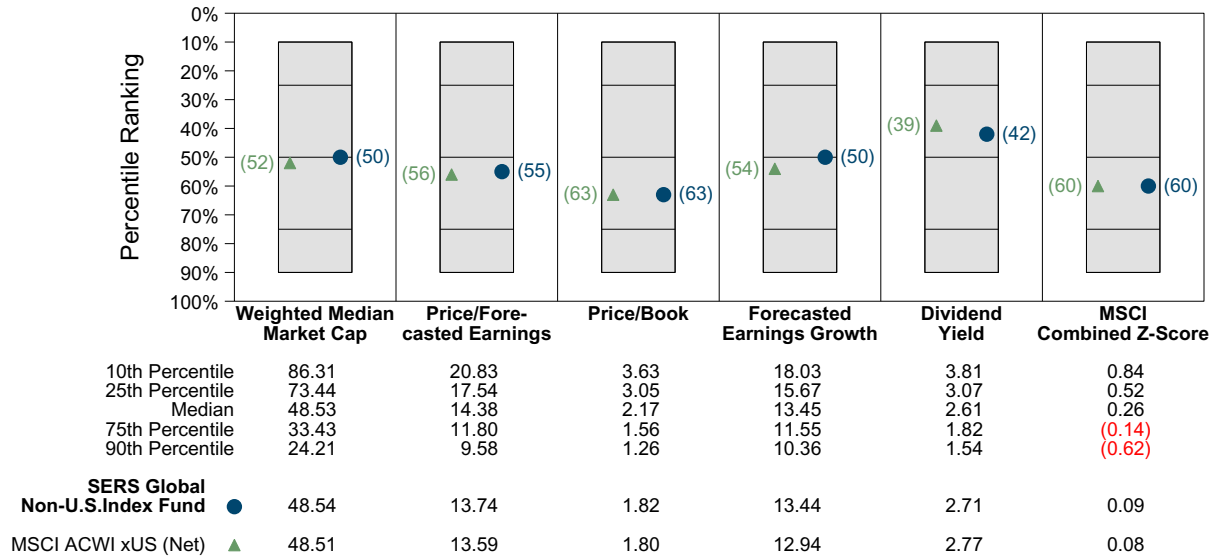 Percentile Ranking
0%
10%
20%
30%
40%
50%
60%
70%
80%
90%
100%
(52) (50) (56) (55) (63) (63) (54) (50) (39) (42) (60) (60)
Weighted Median Price/Fore- Price/Book Forecasted Dividend MSCI
Market Cap casted Earnings Earnings Growth Yield Combined Z-Score
10th Percentile 86.31 20.83 3.63 18.03 3.81 0.84
25th Percentile 73.44 17.54 3.05 15.67 3.07 0.52
Median 48.53 14.38 2.17 13.45 2.61 0.26
75th Percentile 33.43 11.80 1.56 11.55 1.82 (0.14)
90th Percentile 24.21 9.58 1.26 10.36 1.54 (0.62)
SERS Global
Non-U.S.Index Fund 48.54 13.74 1.82 13.44 2.71 0.09
MSCI ACWI xUS (Net) 48.51 13.59 1.80 12.94 2.77 0.08